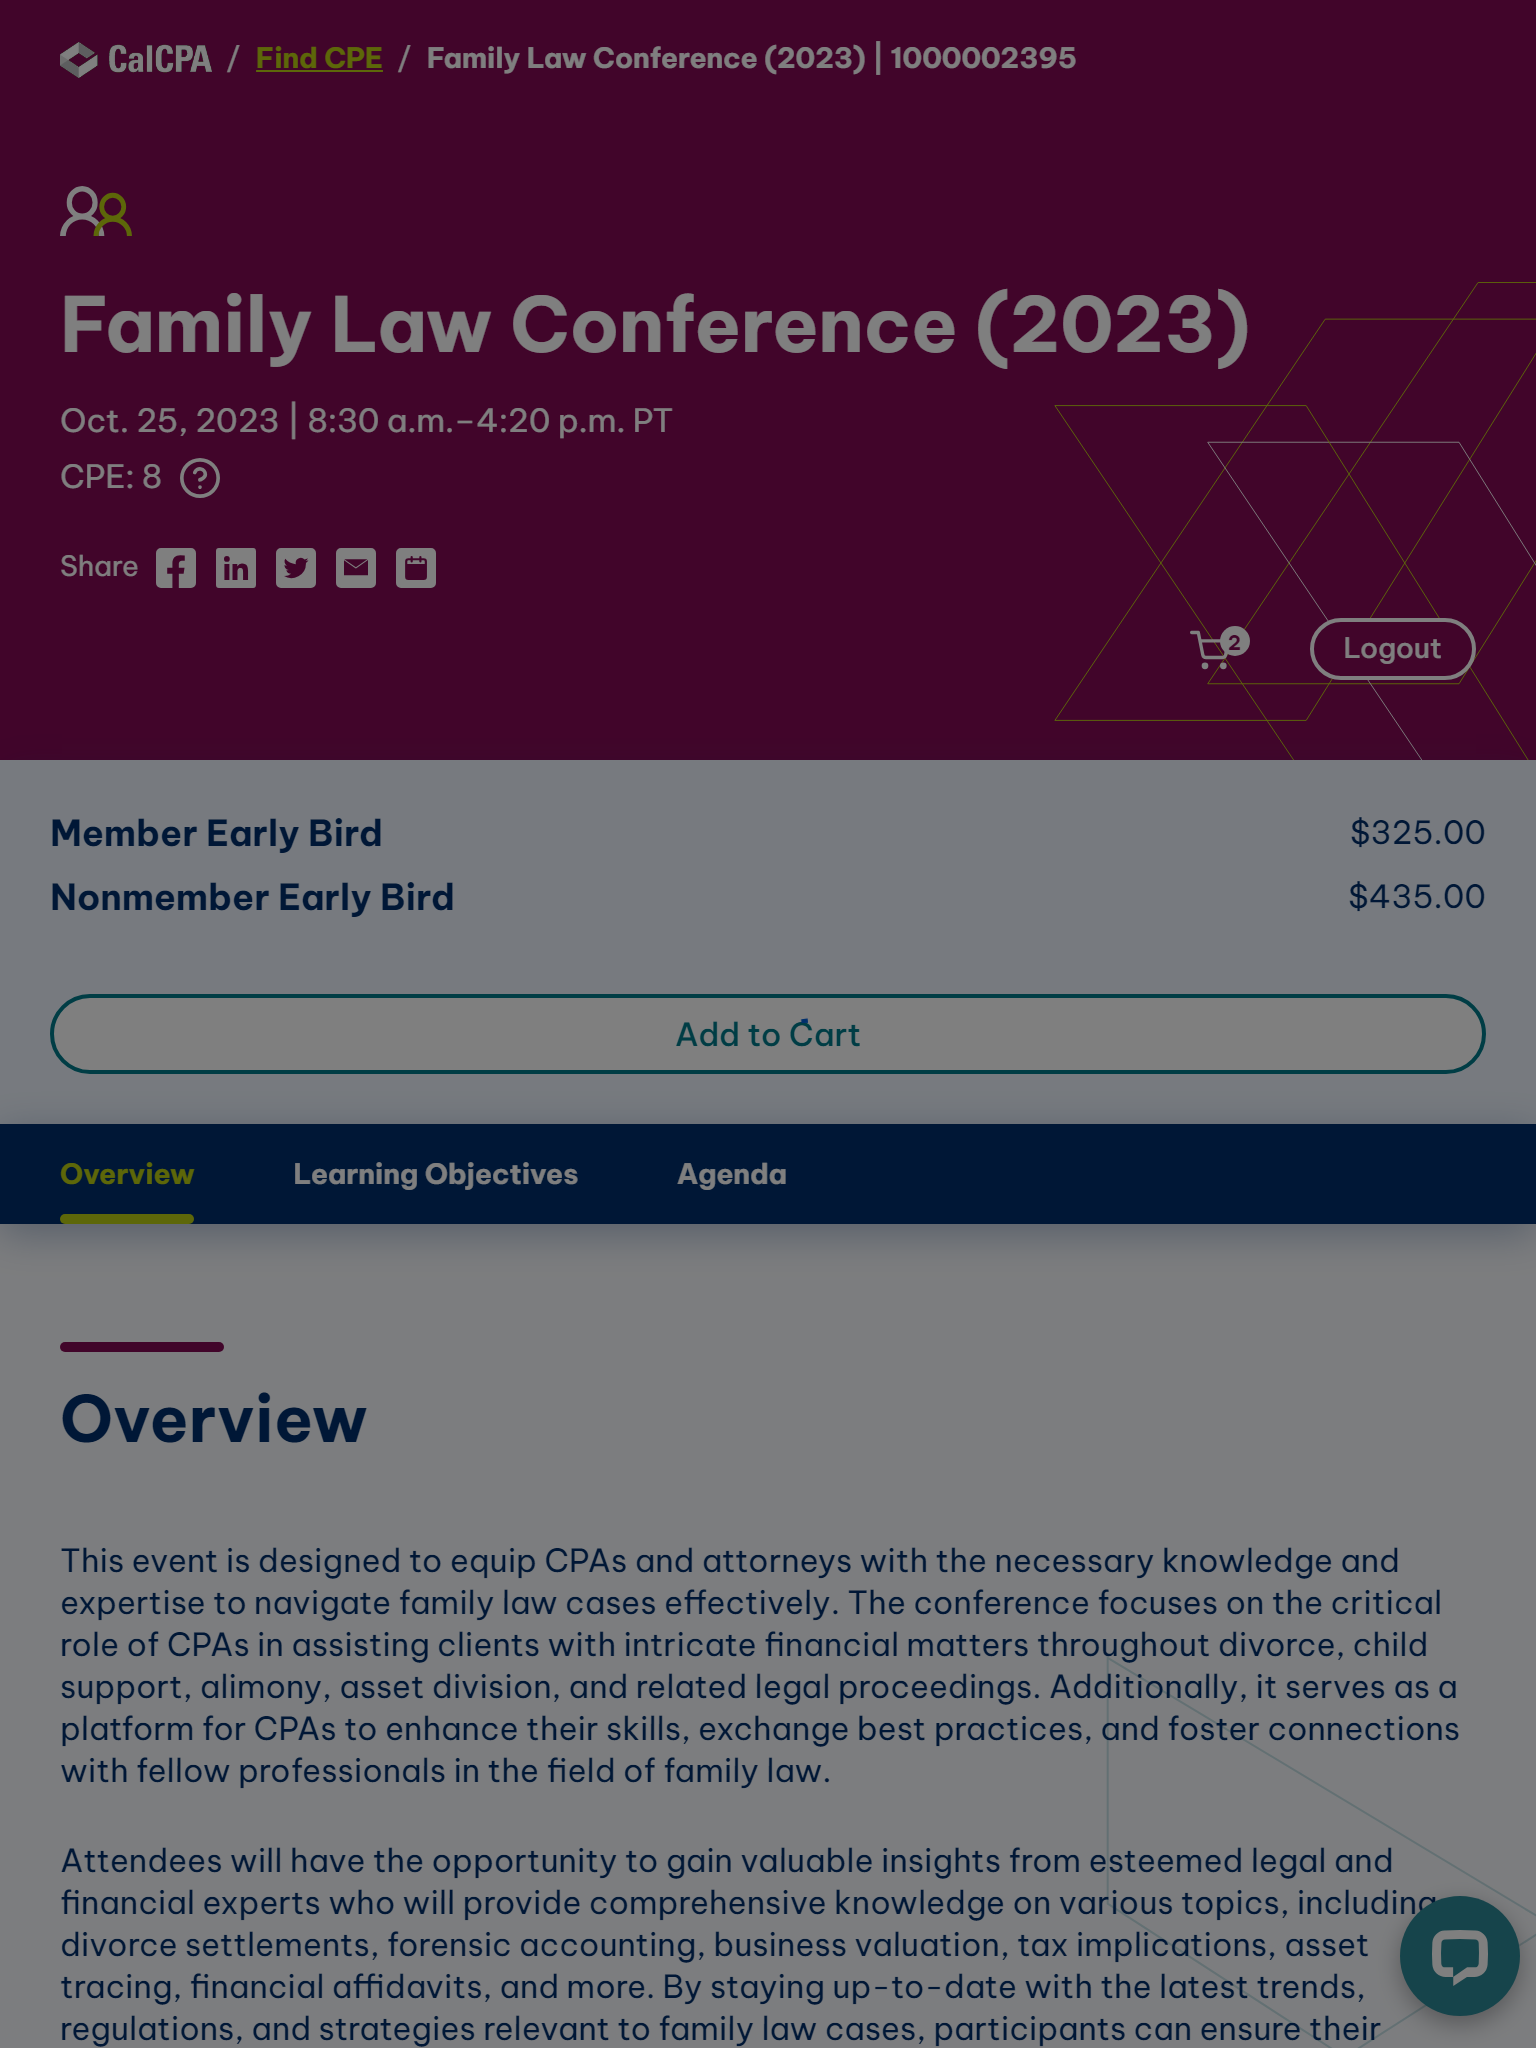 CalCPA / Find CPE / Family Law Conference (2023) | 1000002395
Family Law Conference (2023)
Oct. 25, 2023 | 8:30 a.m.–4:20 p.m. PT
CPE: 8 ?
Share
2
Logout
Member Early Bird $325.00
Nonmember Early Bird $435.00
Add to Cart
Overview Learning Objectives Agenda
Overview
This event is designed to equip CPAs and attorneys with the necessary knowledge and
expertise to navigate family law cases effectively. The conference focuses on the critical
role of CPAs in assisting clients with intricate financial matters throughout divorce, child
support, alimony, asset division, and related legal proceedings. Additionally, it serves as a
platform for CPAs to enhance their skills, exchange best practices, and foster connections
with fellow professionals in the field of family law.
Attendees will have the opportunity to gain valuable insights from esteemed legal and
financial experts who will provide comprehensive knowledge on various topics, including
divorce settlements, forensic accounting, business valuation, tax implications, asset
tracing, financial affidavits, and more. By staying up-to-date with the latest trends,
regulations, and strategies relevant to family law cases, participants can ensure their